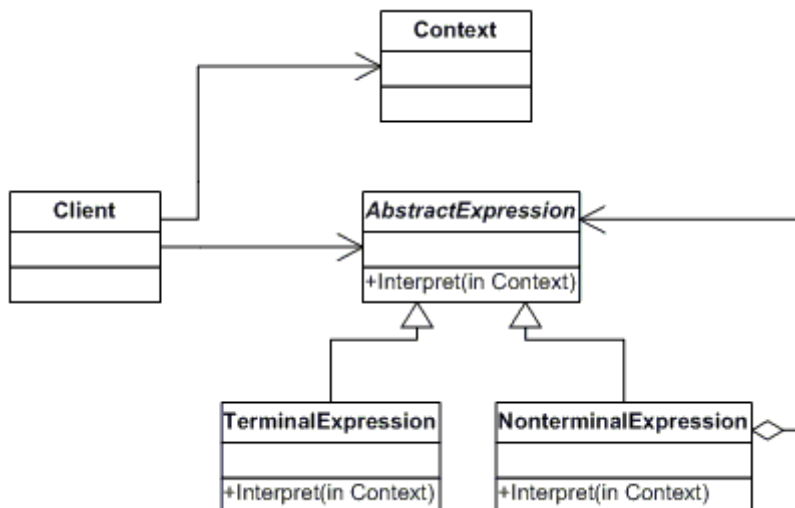 Context
Client
AbstractExpression
+Interpret(in Context)
TerminalExpression
NonterminalExpression
+Interpret(in Context)
+Interpret(in Context)